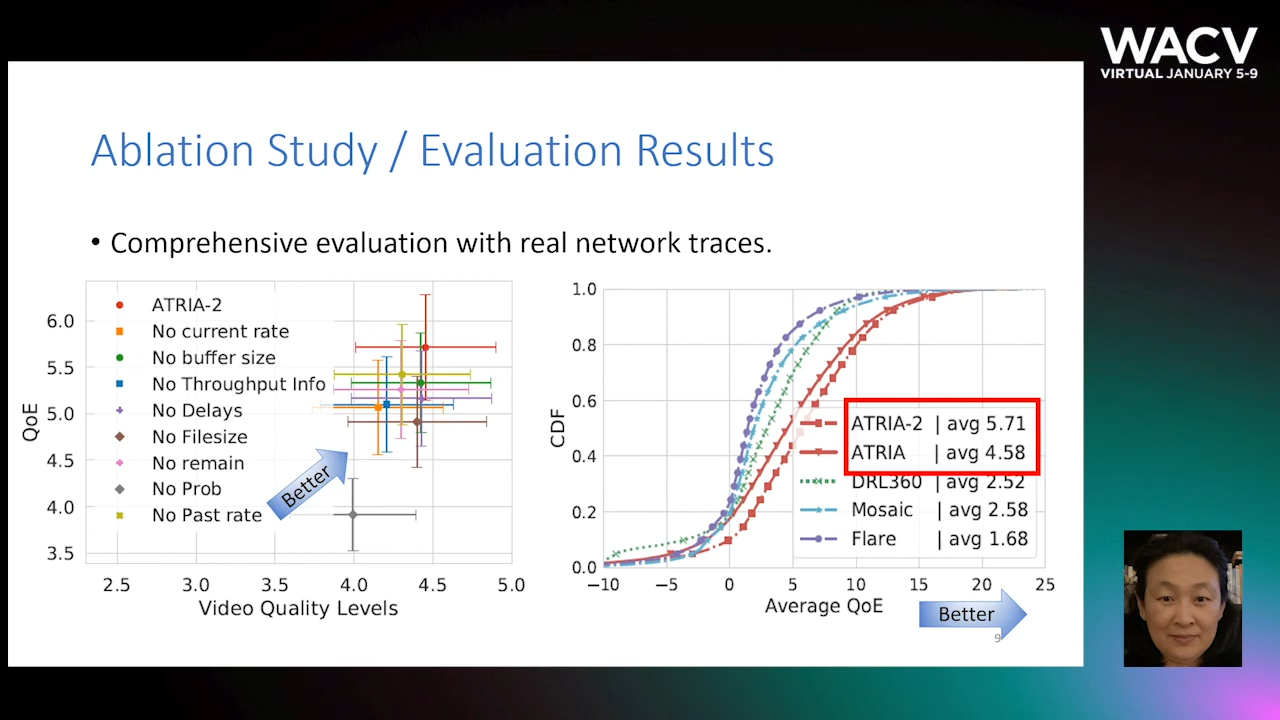 WACV
VIRTUAL JANUARY 5-9
Ablation Study / Evaluation Results
• Comprehensive evaluation with real network traces.
QoE
6.0
5.5
5.0
4.5
4.0
3.5
ATRIA-2
No current rate
No buffer size
No Throughput Info
No Delays
No Filesize
No remain
No Prob
No Past rate
Better
2.5 3.0 3.5 4.0 4.5 5.0
Video Quality Levels
CDF
1.0
0.8
0.6
0.4
0.2
0.0
ATRIA-2 | avg 5.71
ATRIA | avg 4.58
DRL360 | avg 2.52
Mosaic | avg 2.58
Flare | avg 1.68
−10 −5 0 5 10 15 20 25
Average QoE
Better
9